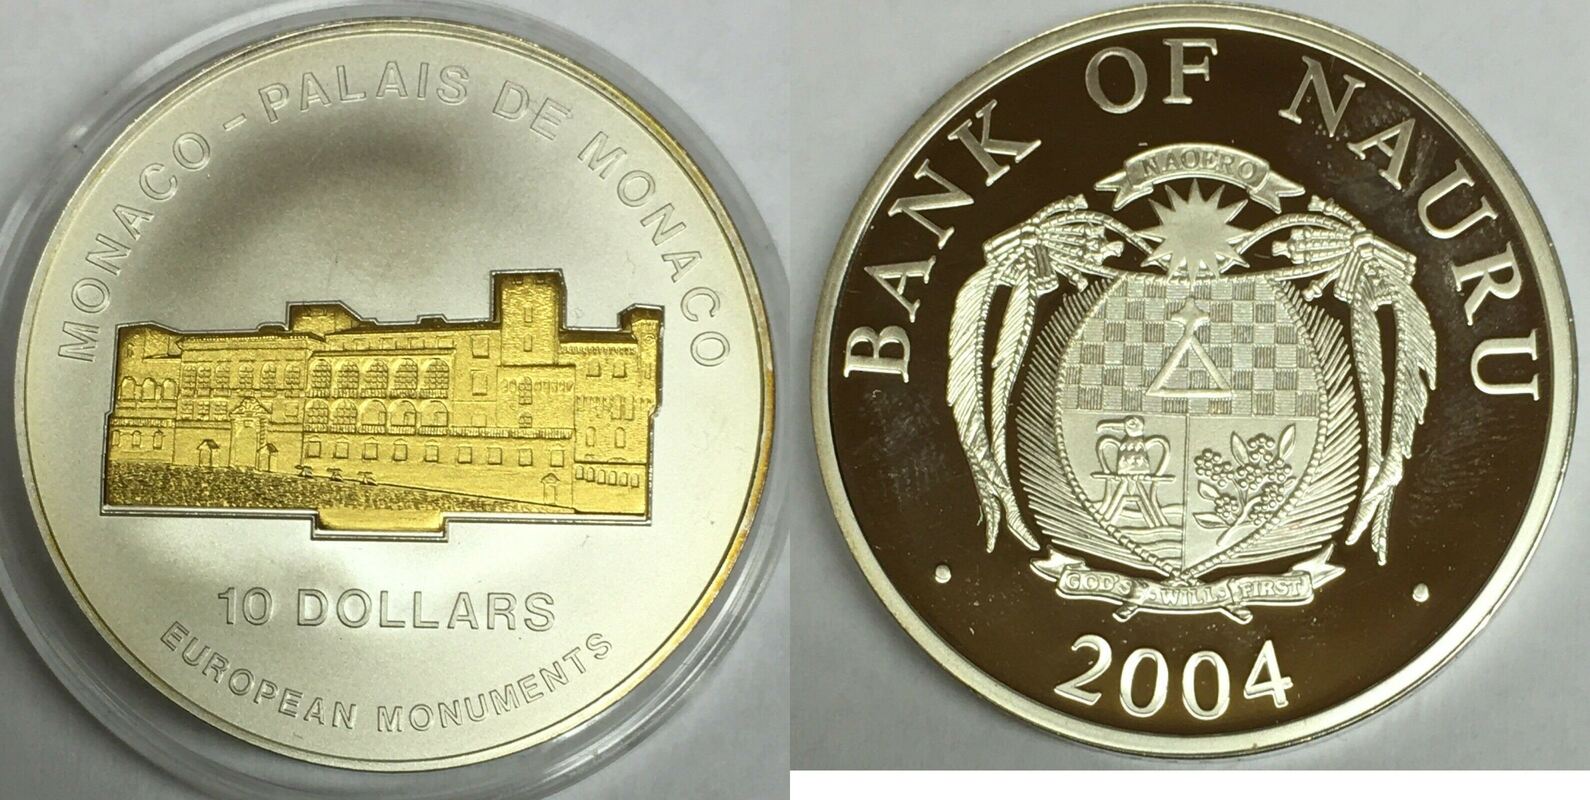 MONACO - PALAIS DE MONACO
10 DOLLARS
EUROPEAN MONUMENTS
BANK OF NAURU
NAOERO
GOD'S WILL FIRST
2004